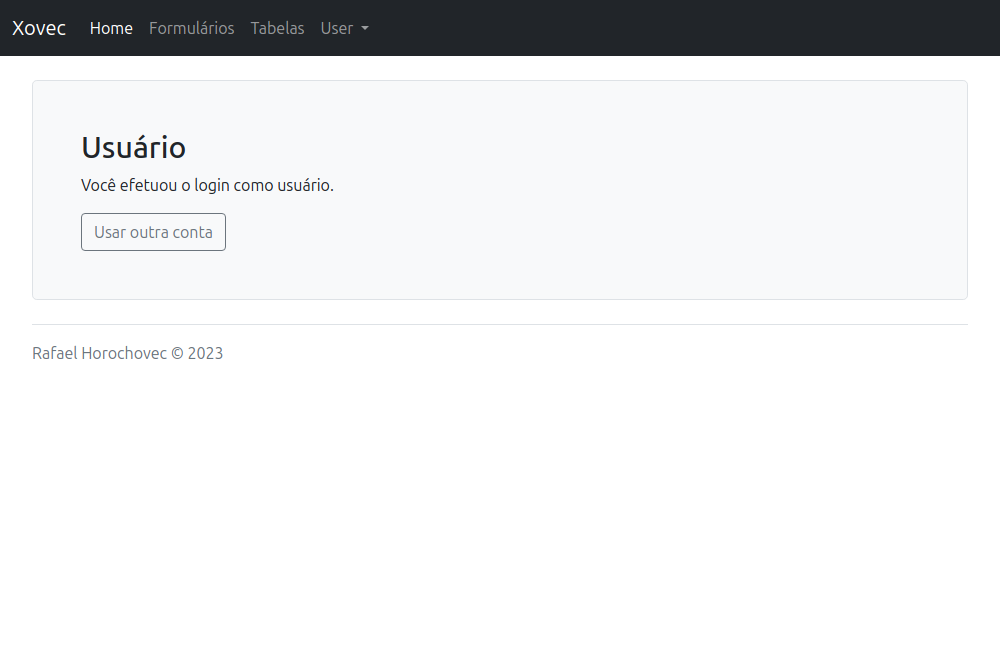 Xovec Home Formulários Tabelas User
Usuário
Você efetuou o login como usuário.
Usar outra conta
Rafael Horochovec © 2023